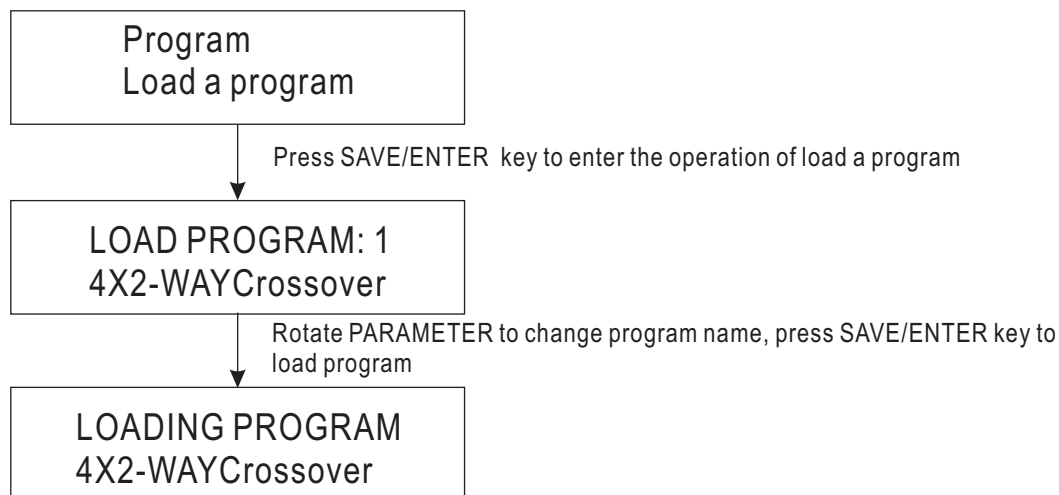 Program
Load a program
Press SAVE/ENTER key to enter the operation of load a program
LOAD PROGRAM: 1
4X2-WAYCrossover
Rotate PARAMETER to change program name, press SAVE/ENTER key to
load program
LOADING PROGRAM
4X2-WAYCrossover